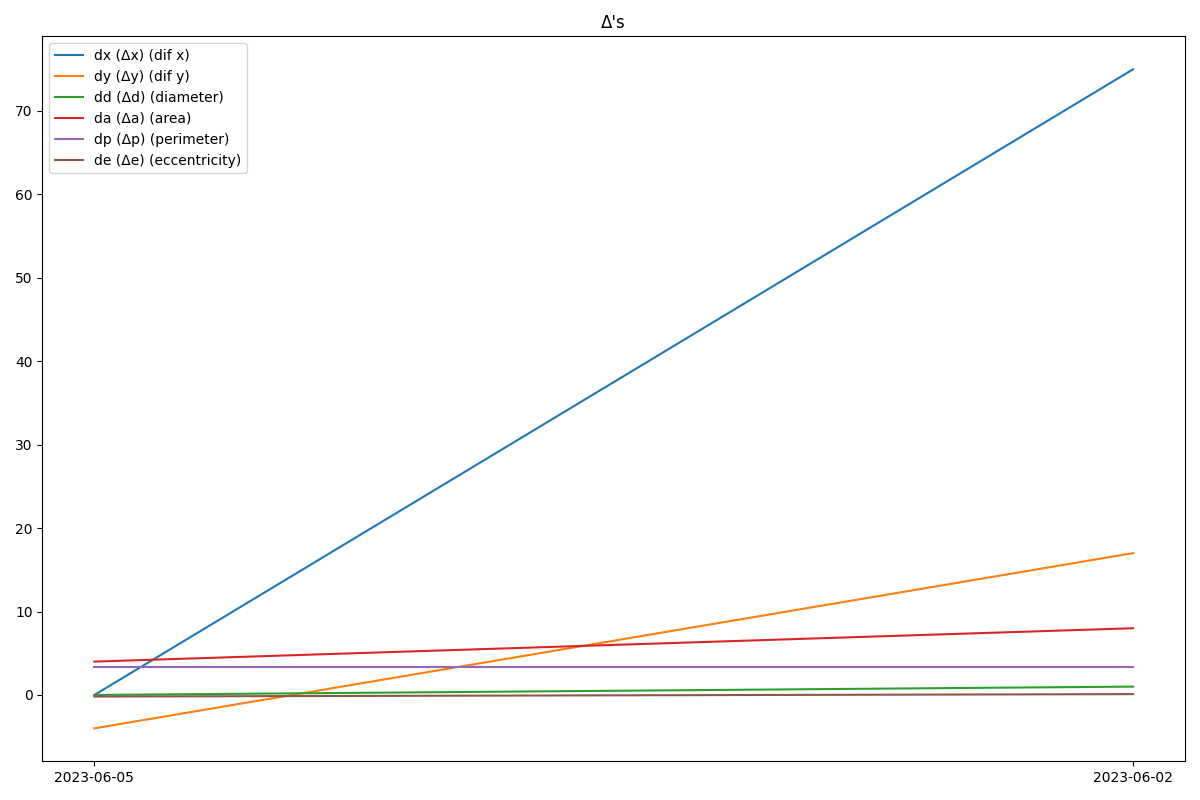 Δ's
dx (Δx) (dif x)
dy (Δy) (dif y)
dd (Δd) (diameter)
da (Δa) (area)
dp (Δp) (perimeter)
de (Δe) (eccentricity)
70
60
50
40
30
20
10
0
2023-06-05
2023-06-02